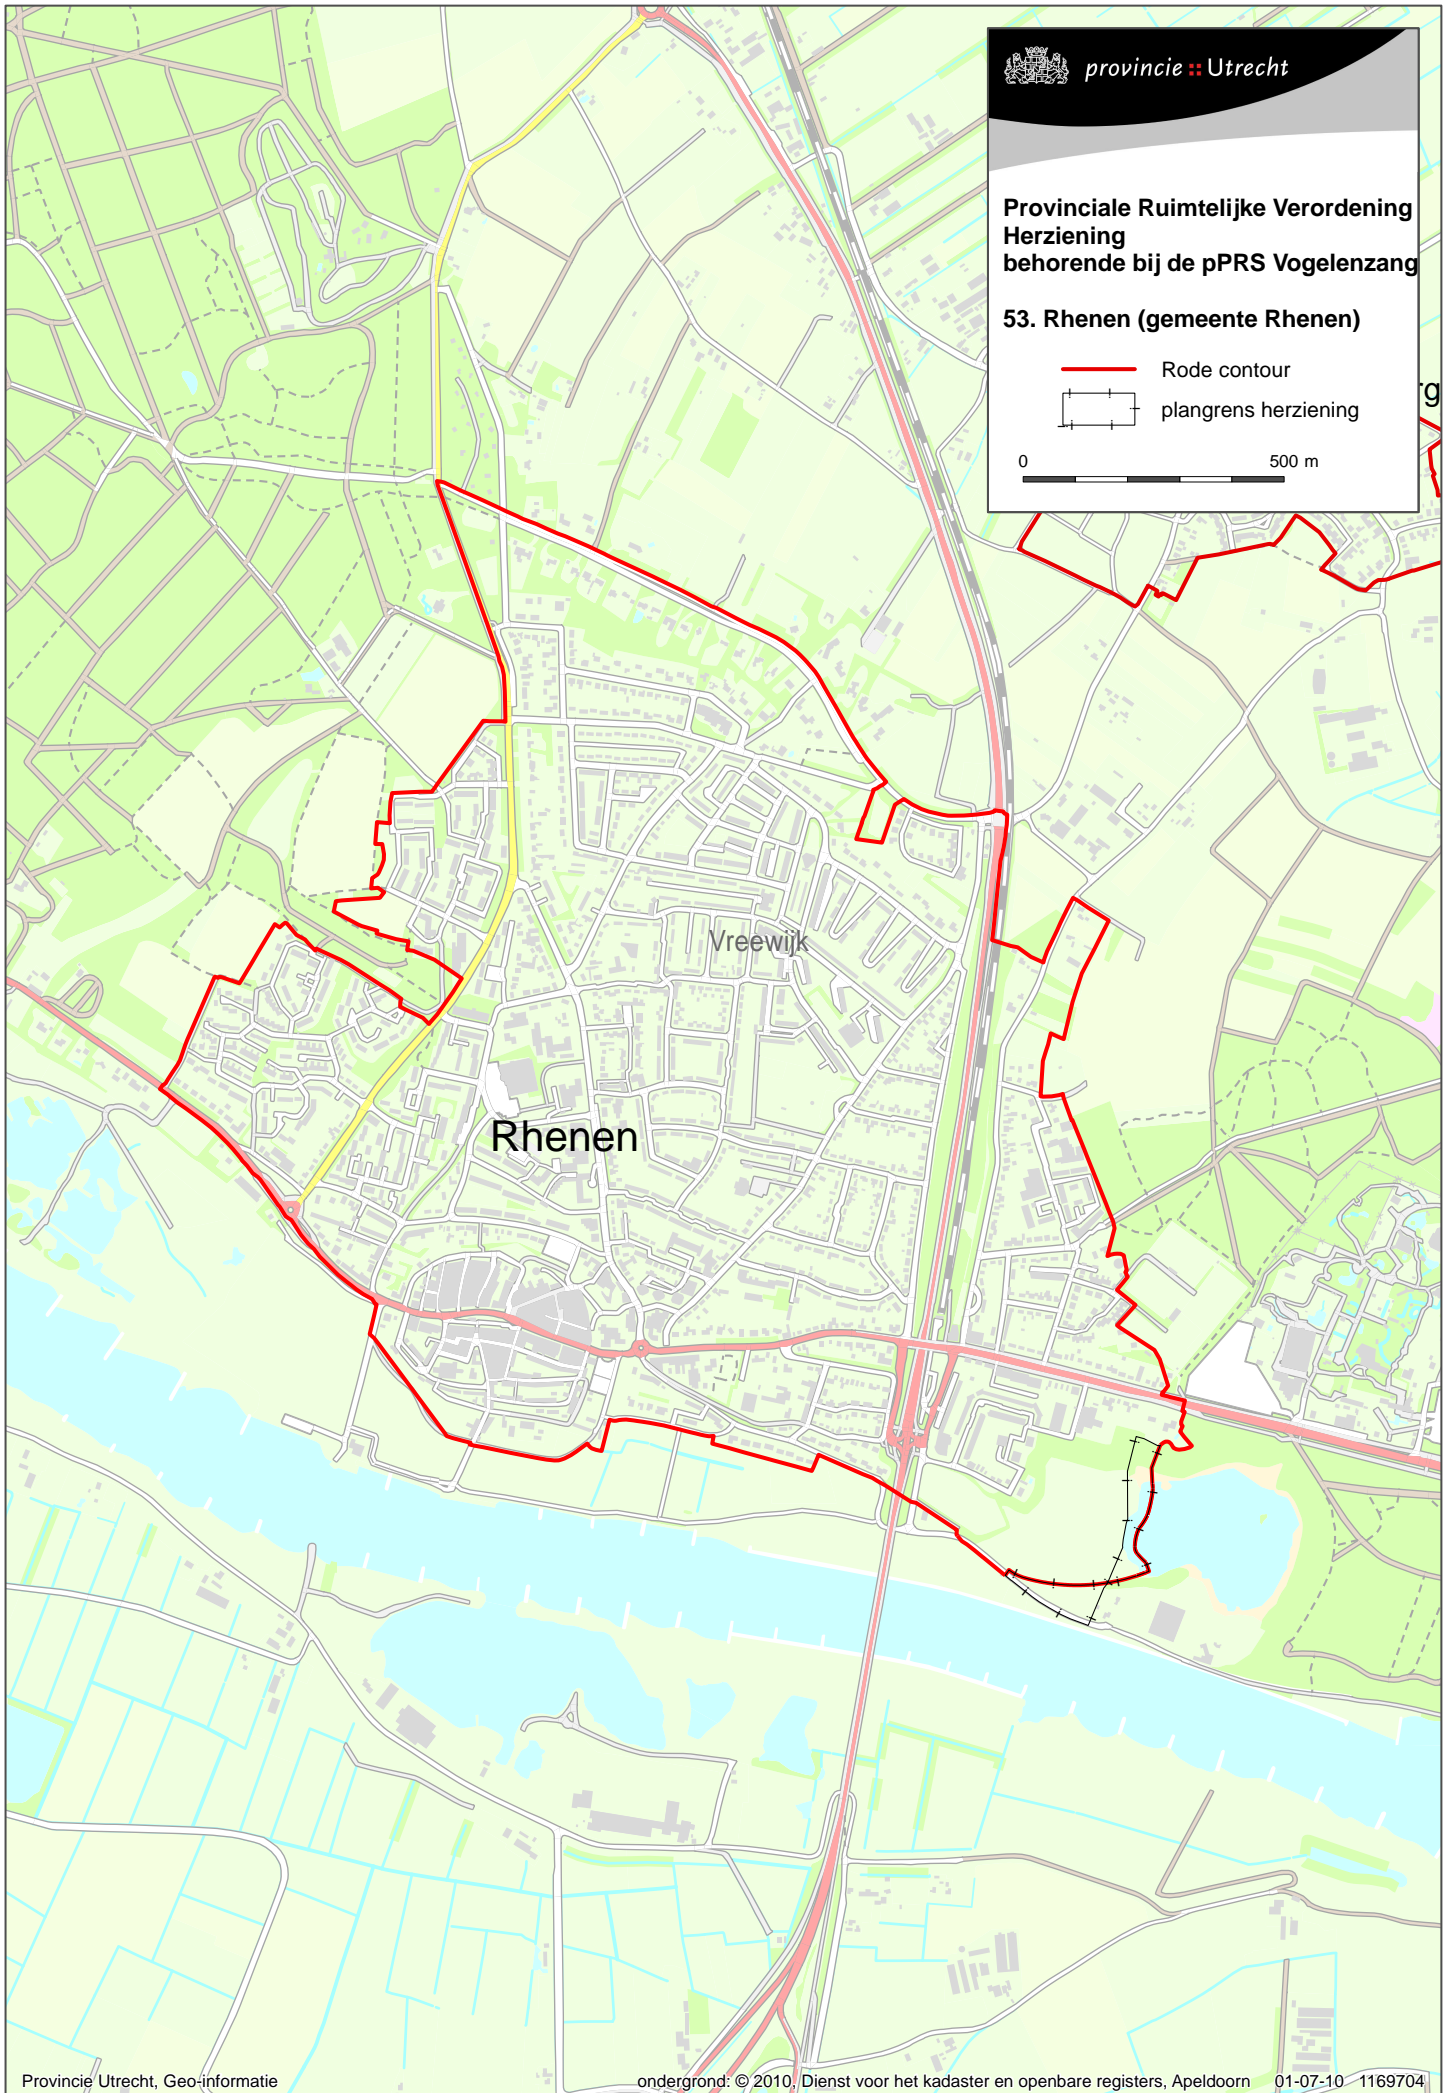 provincie :: Utrecht
Provinciale Ruimtelijke Verordening
Herziening
behorende bij de pPRS Vogelenzang
53. Rhenen (gemeente Rhenen)
Rode contour
plangrens herziening
0 500 m
rg
Vreewijk
Rhenen
Provincie Utrecht, Geo-informatie
ondergrond: © 2010, Dienst voor het kadaster en openbare registers, Apeldoorn 01-07-10 1169704